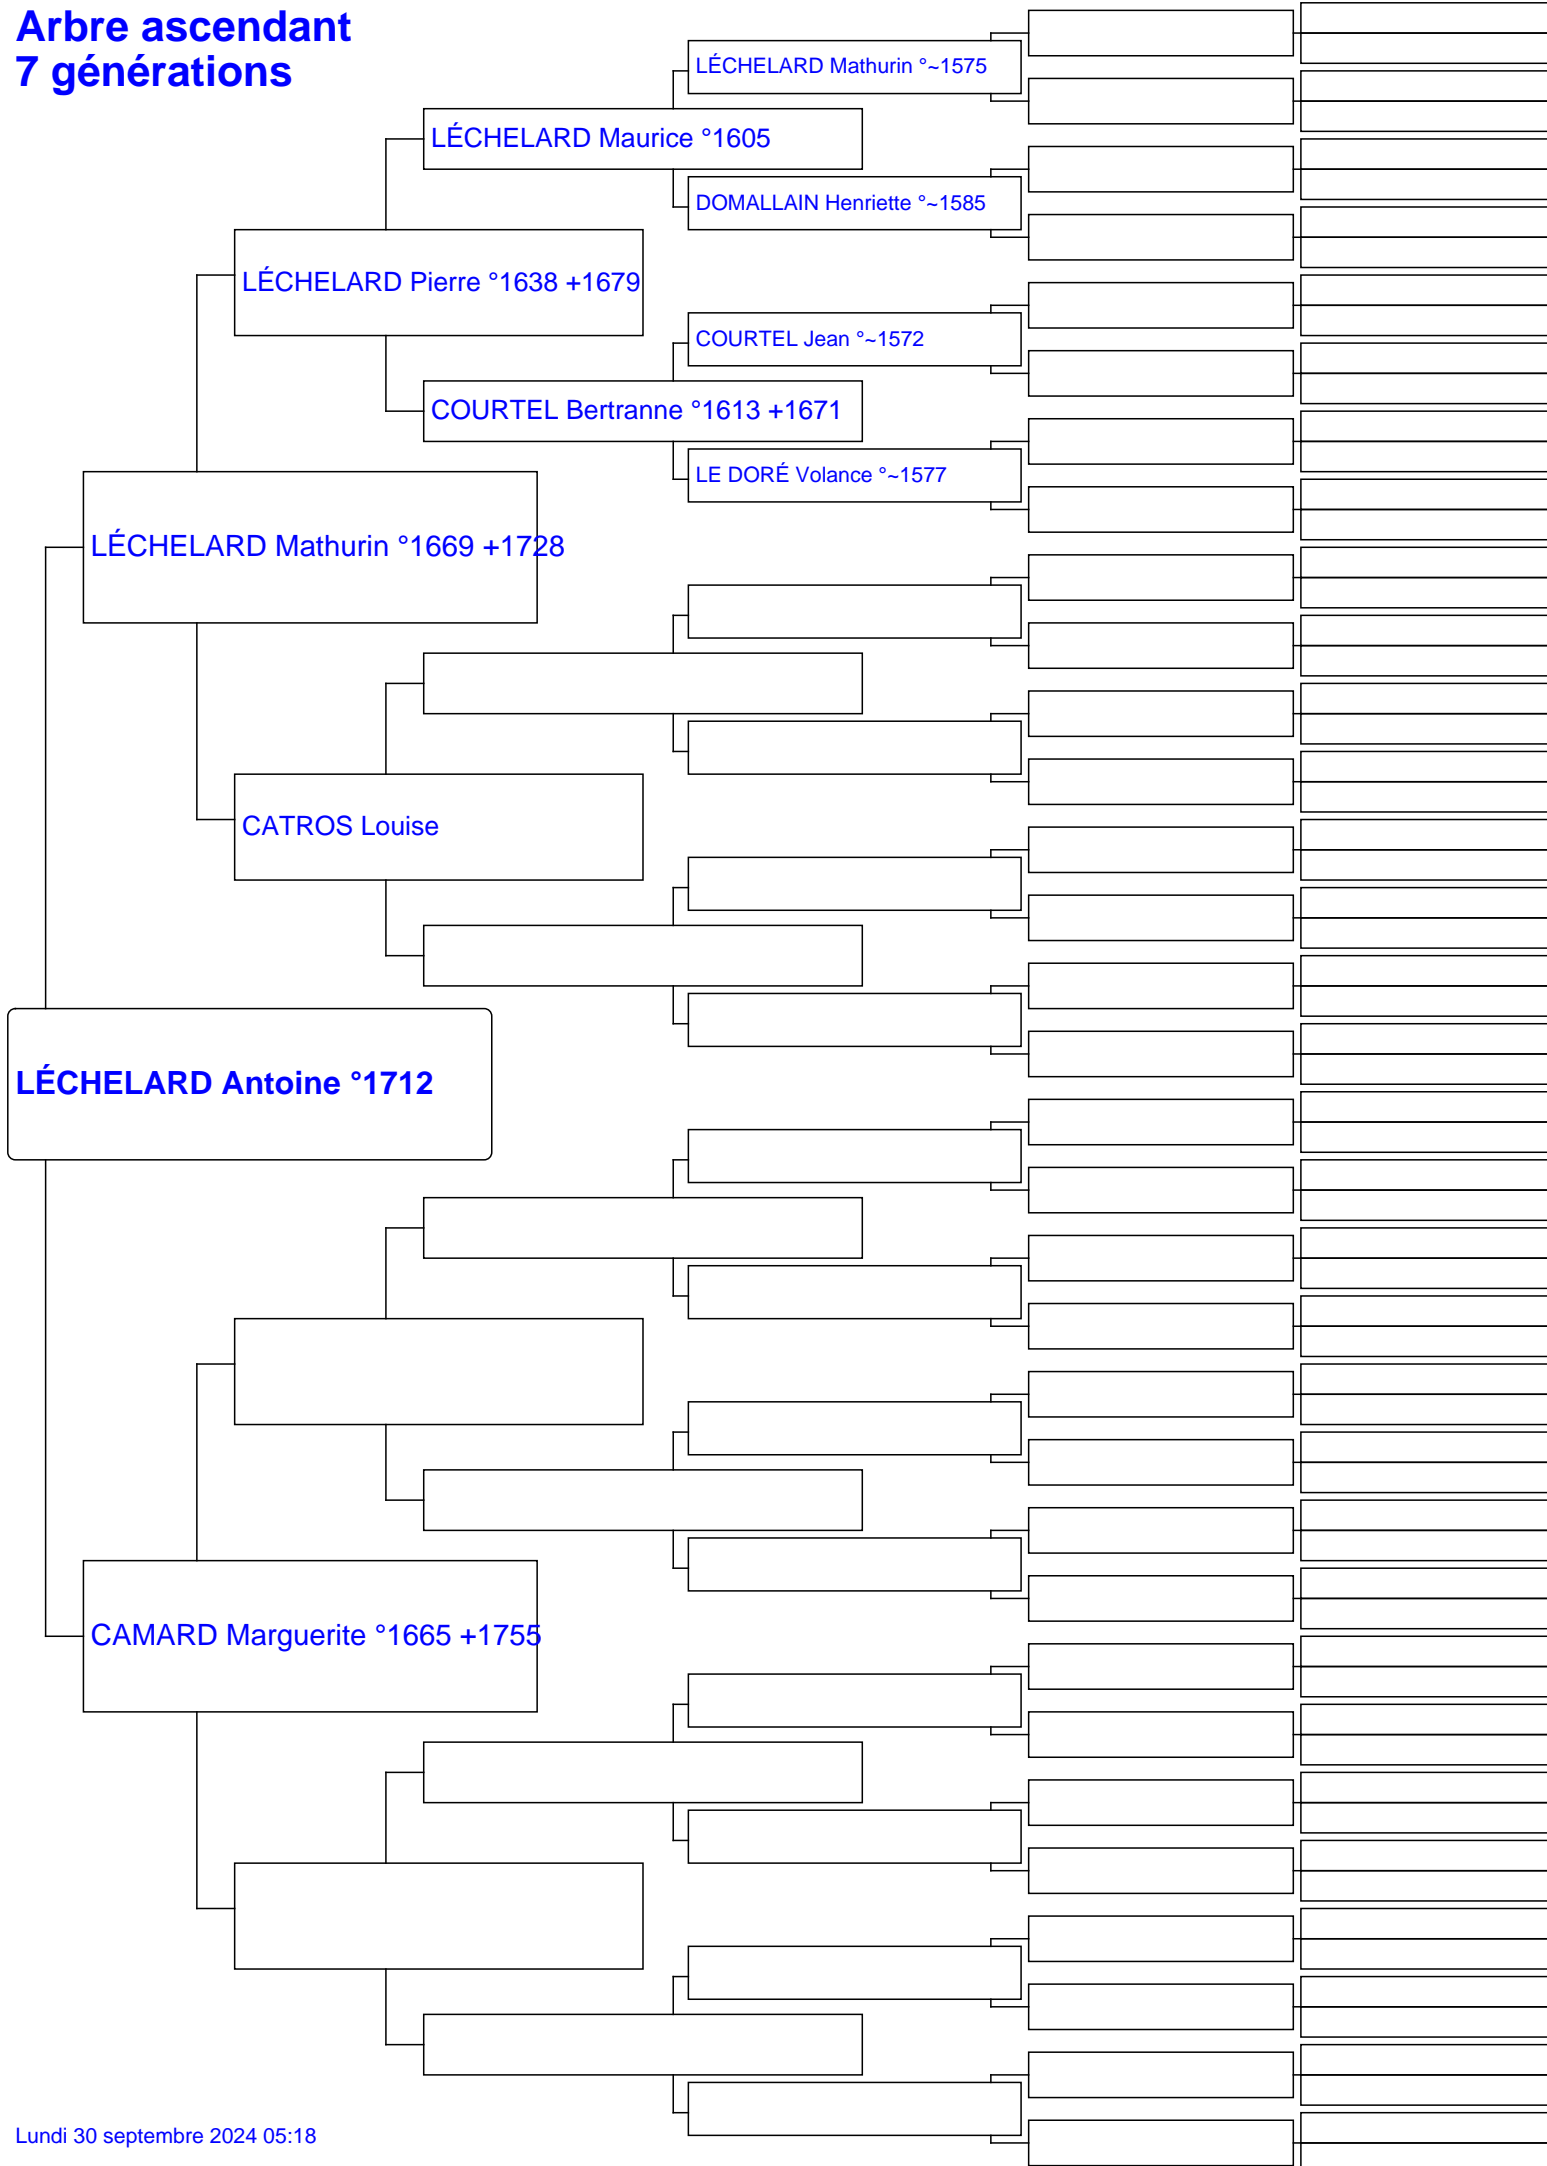 Arbre ascendant
7 générations
LÉCHELARD Mathurin °~1575
LÉCHELARD Maurice °1605
DOMALLAIN Henriette °~1585
LÉCHELARD Pierre °1638 +1679
COURTEL Jean °~1572
COURTEL Bertranne °1613 +1671
LE DORÉ Volance °~1577
LÉCHELARD Mathurin °1669 +1728
CATROS Louise
LÉCHELARD Antoine °1712
CAMARD Marguerite °1665 +1755
Lundi 30 septembre 2024 05:18